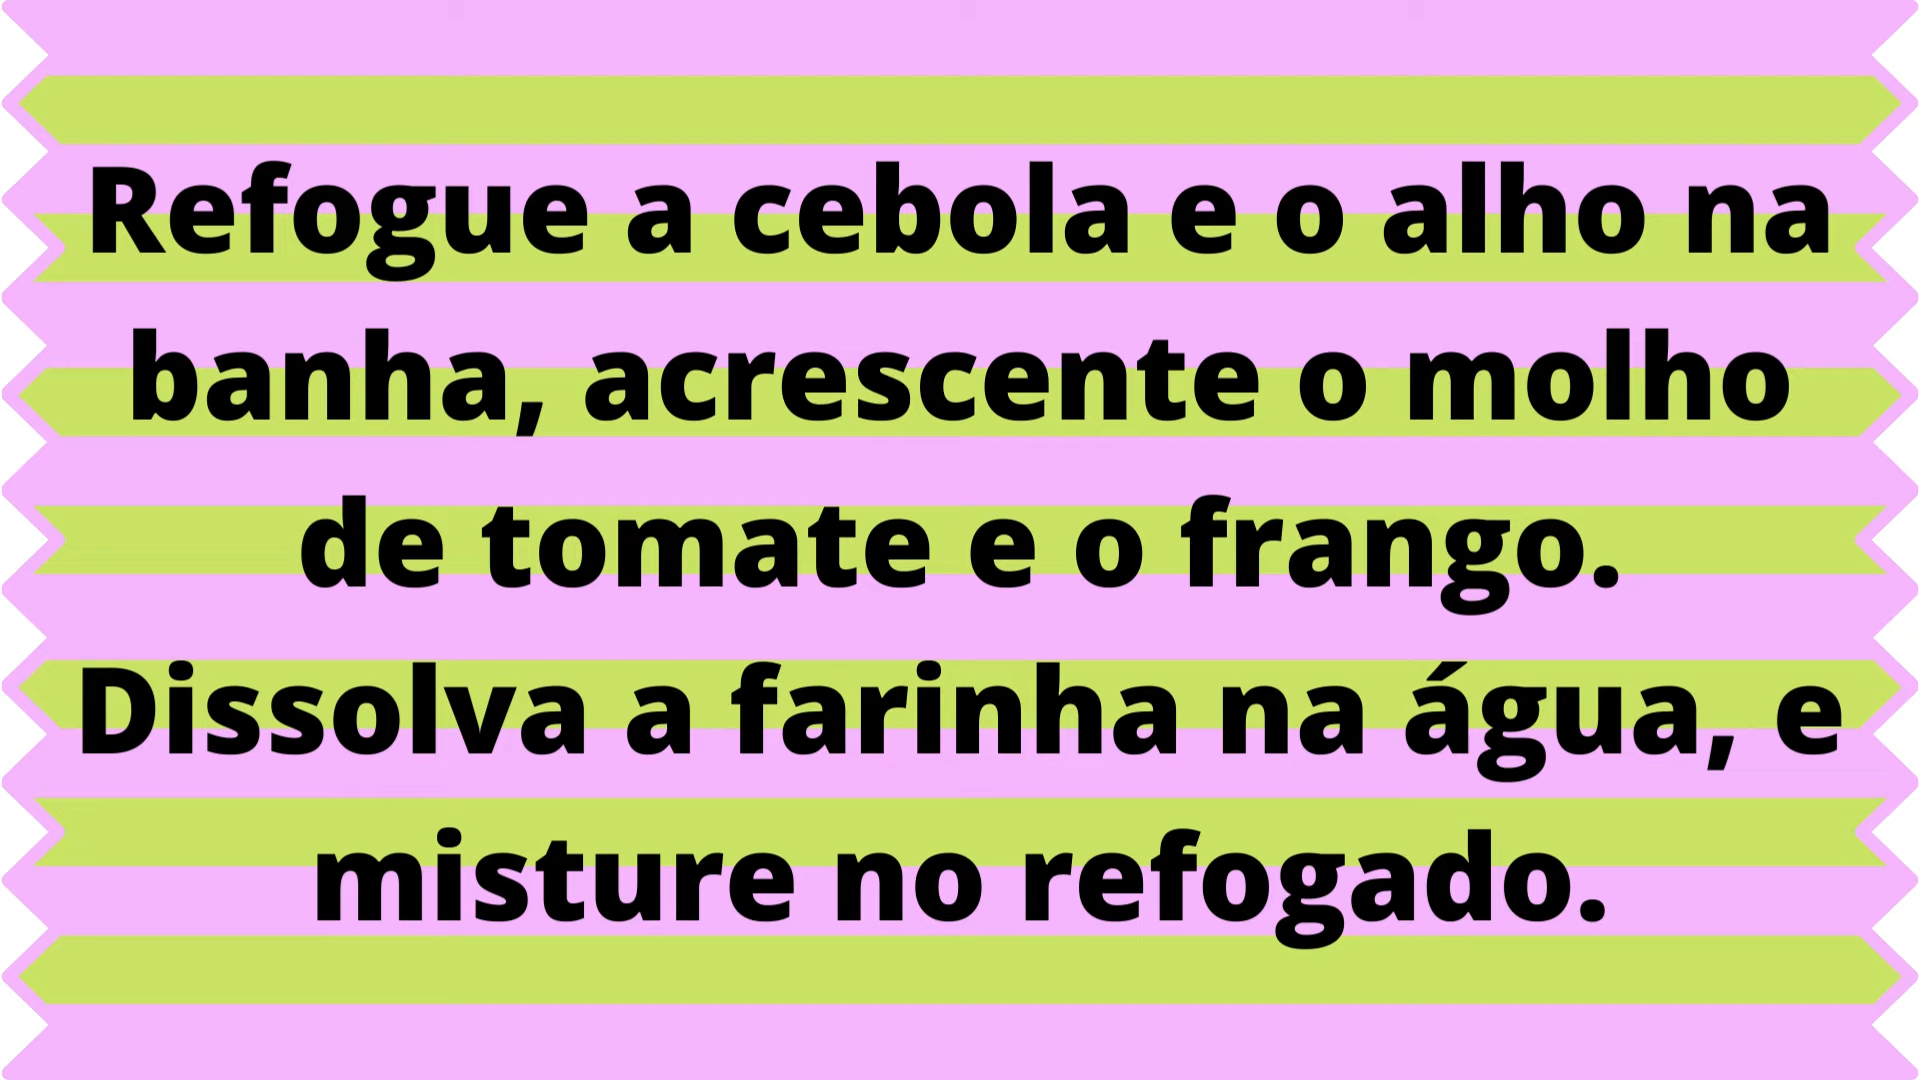 Refogue a cebola e o alho na
banha, acrescente o molho
de tomate e o frango.
Dissolva a farinha na água, e
misture no refogado.